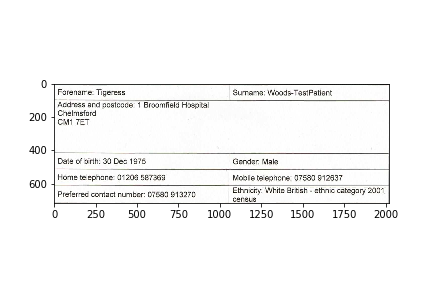 Forename: Tigeress
Surname: Woods-TestPatient
Address and postcode: 1 Broomfield Hospital
Chelmsford
CM1 7ET
Date of birth: 30 Dec 1975
Gender: Male
Home telephone: 01206 587369
Mobile telephone: 07580 912637
Preferred contact number: 07580 913270
Ethnicity: White British - ethnic category 2001
census
0
200
400
600
0
250
500
750
1000
1250
1500
1750
2000